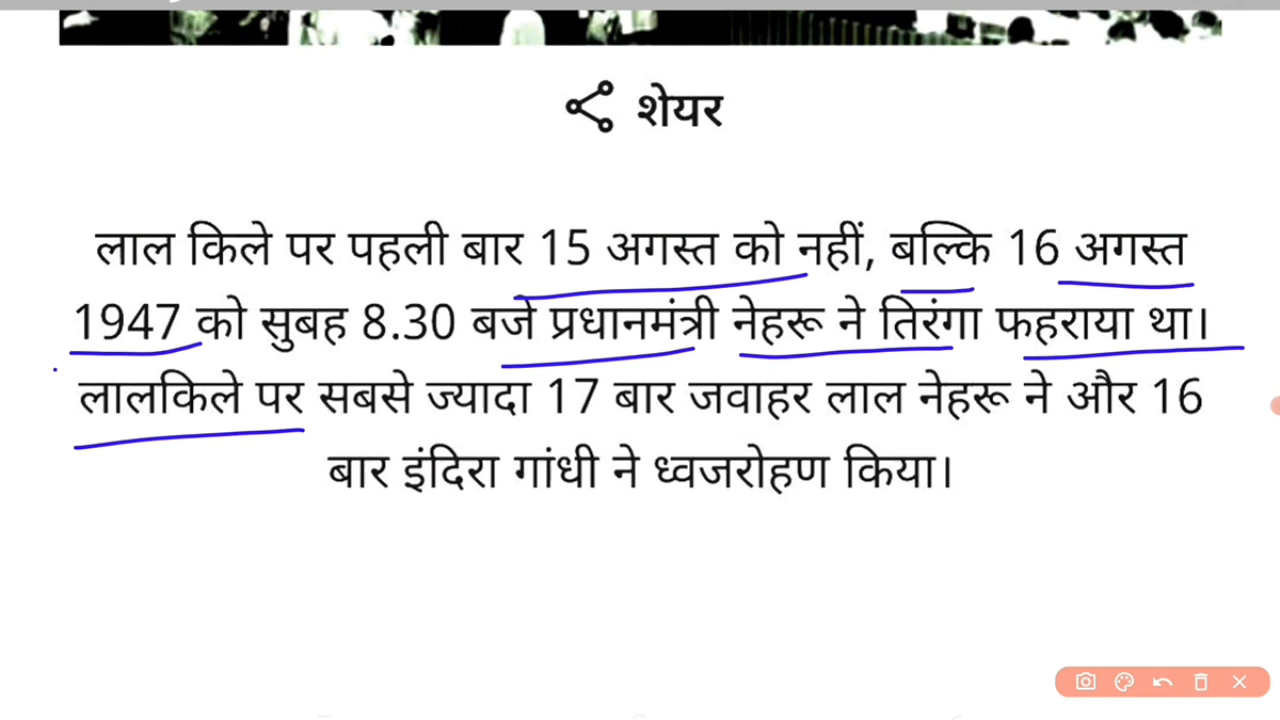 शेयर
लाल किले पर पहली बार 15 अगस्त को नहीं, बल्कि 16 अगस्त
1947 को सुबह 8.30 बजे प्रधानमंत्री नेहरू ने तिरंगा फहराया था।
लालकिले पर सबसे ज्यादा 17 बार जवाहर लाल नेहरू ने और 16
बार इंदिरा गांधी ने ध्वजरोहण किया।